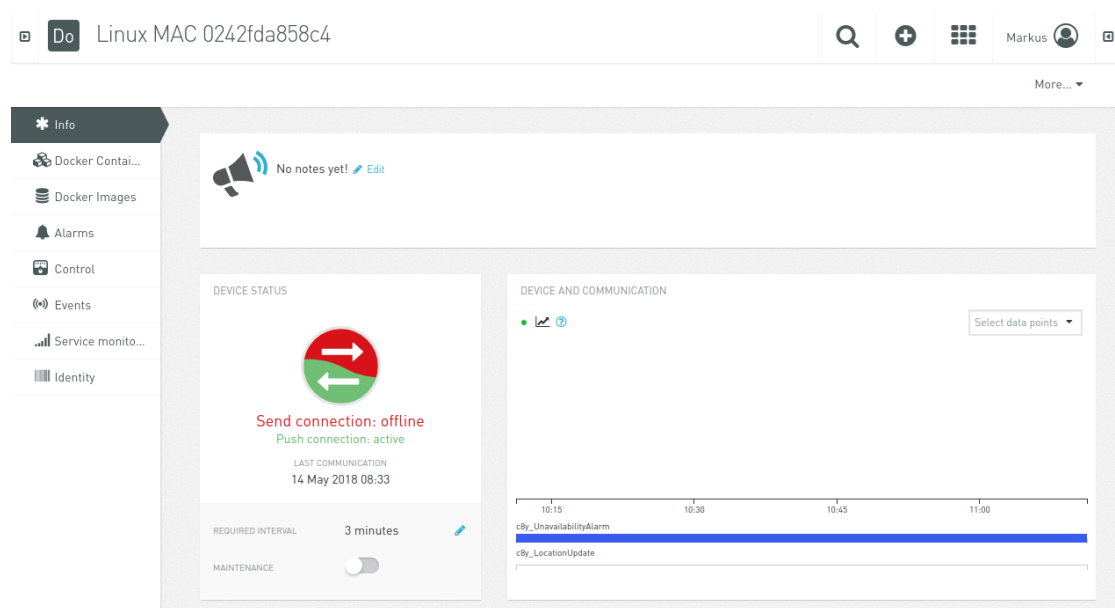 Do Linux MAC 0242fda858c4
Markus
More...
Info
Docker Contai...
Docker Images
Alarms
Control
Events
Service monito...
Identity
No notes yet! Edit
DEVICE STATUS
Send connection: offline
Push connection: active
LAST COMMUNICATION
14 May 2018 08:33
REQUIRED INTERVAL 3 minutes
MAINTENANCE
DEVICE AND COMMUNICATION
?
Select data points
10:15 10:30 10:45 11:00
c8y_UnavailabilityAlarm
c8y_LocationUpdate